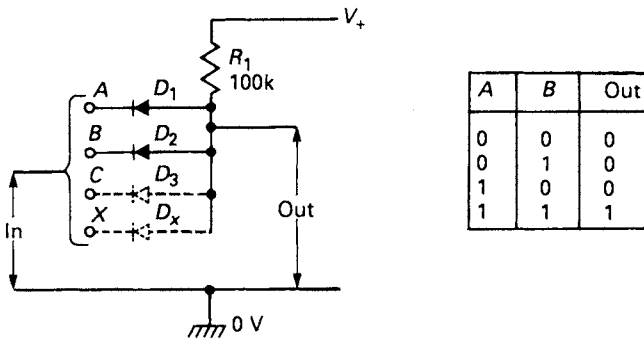 V+
R1
100k
A D1
B D2
C D3
X Dx
In
Out
0 V
A B Out
0 0 0
0 1 0
1 0 0
1 1 1